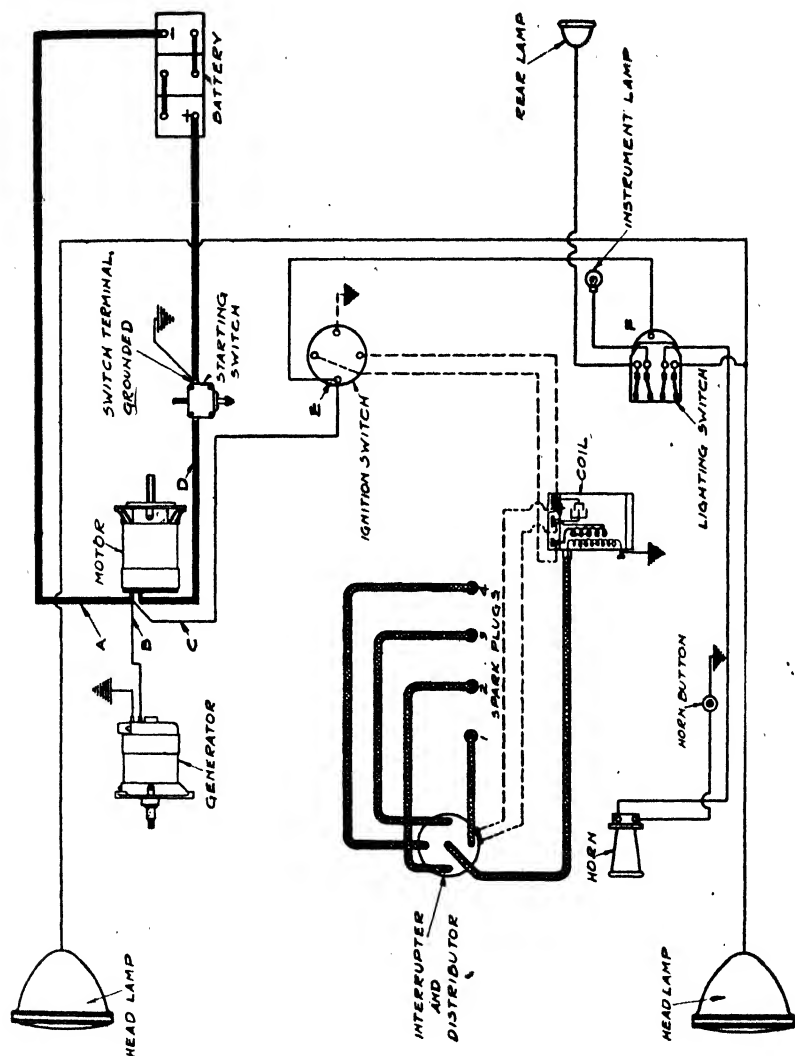 HEAD LAMP
GENERATOR
A
B
C
MOTOR
D
SWITCH TERMINAL,
GROUNDED
STARTING
SWITCH
+
-
BATTERY
INTERRUPTER
AND
DISTRIBUTOR
1
2
3
4
SPARK PLUGS
E
IGNITION SWITCH
COIL
REAR LAMP
INSTRUMENT LAMP
F
LIGHTING SWITCH
HORN
HORN BUTTON
HEAD LAMP